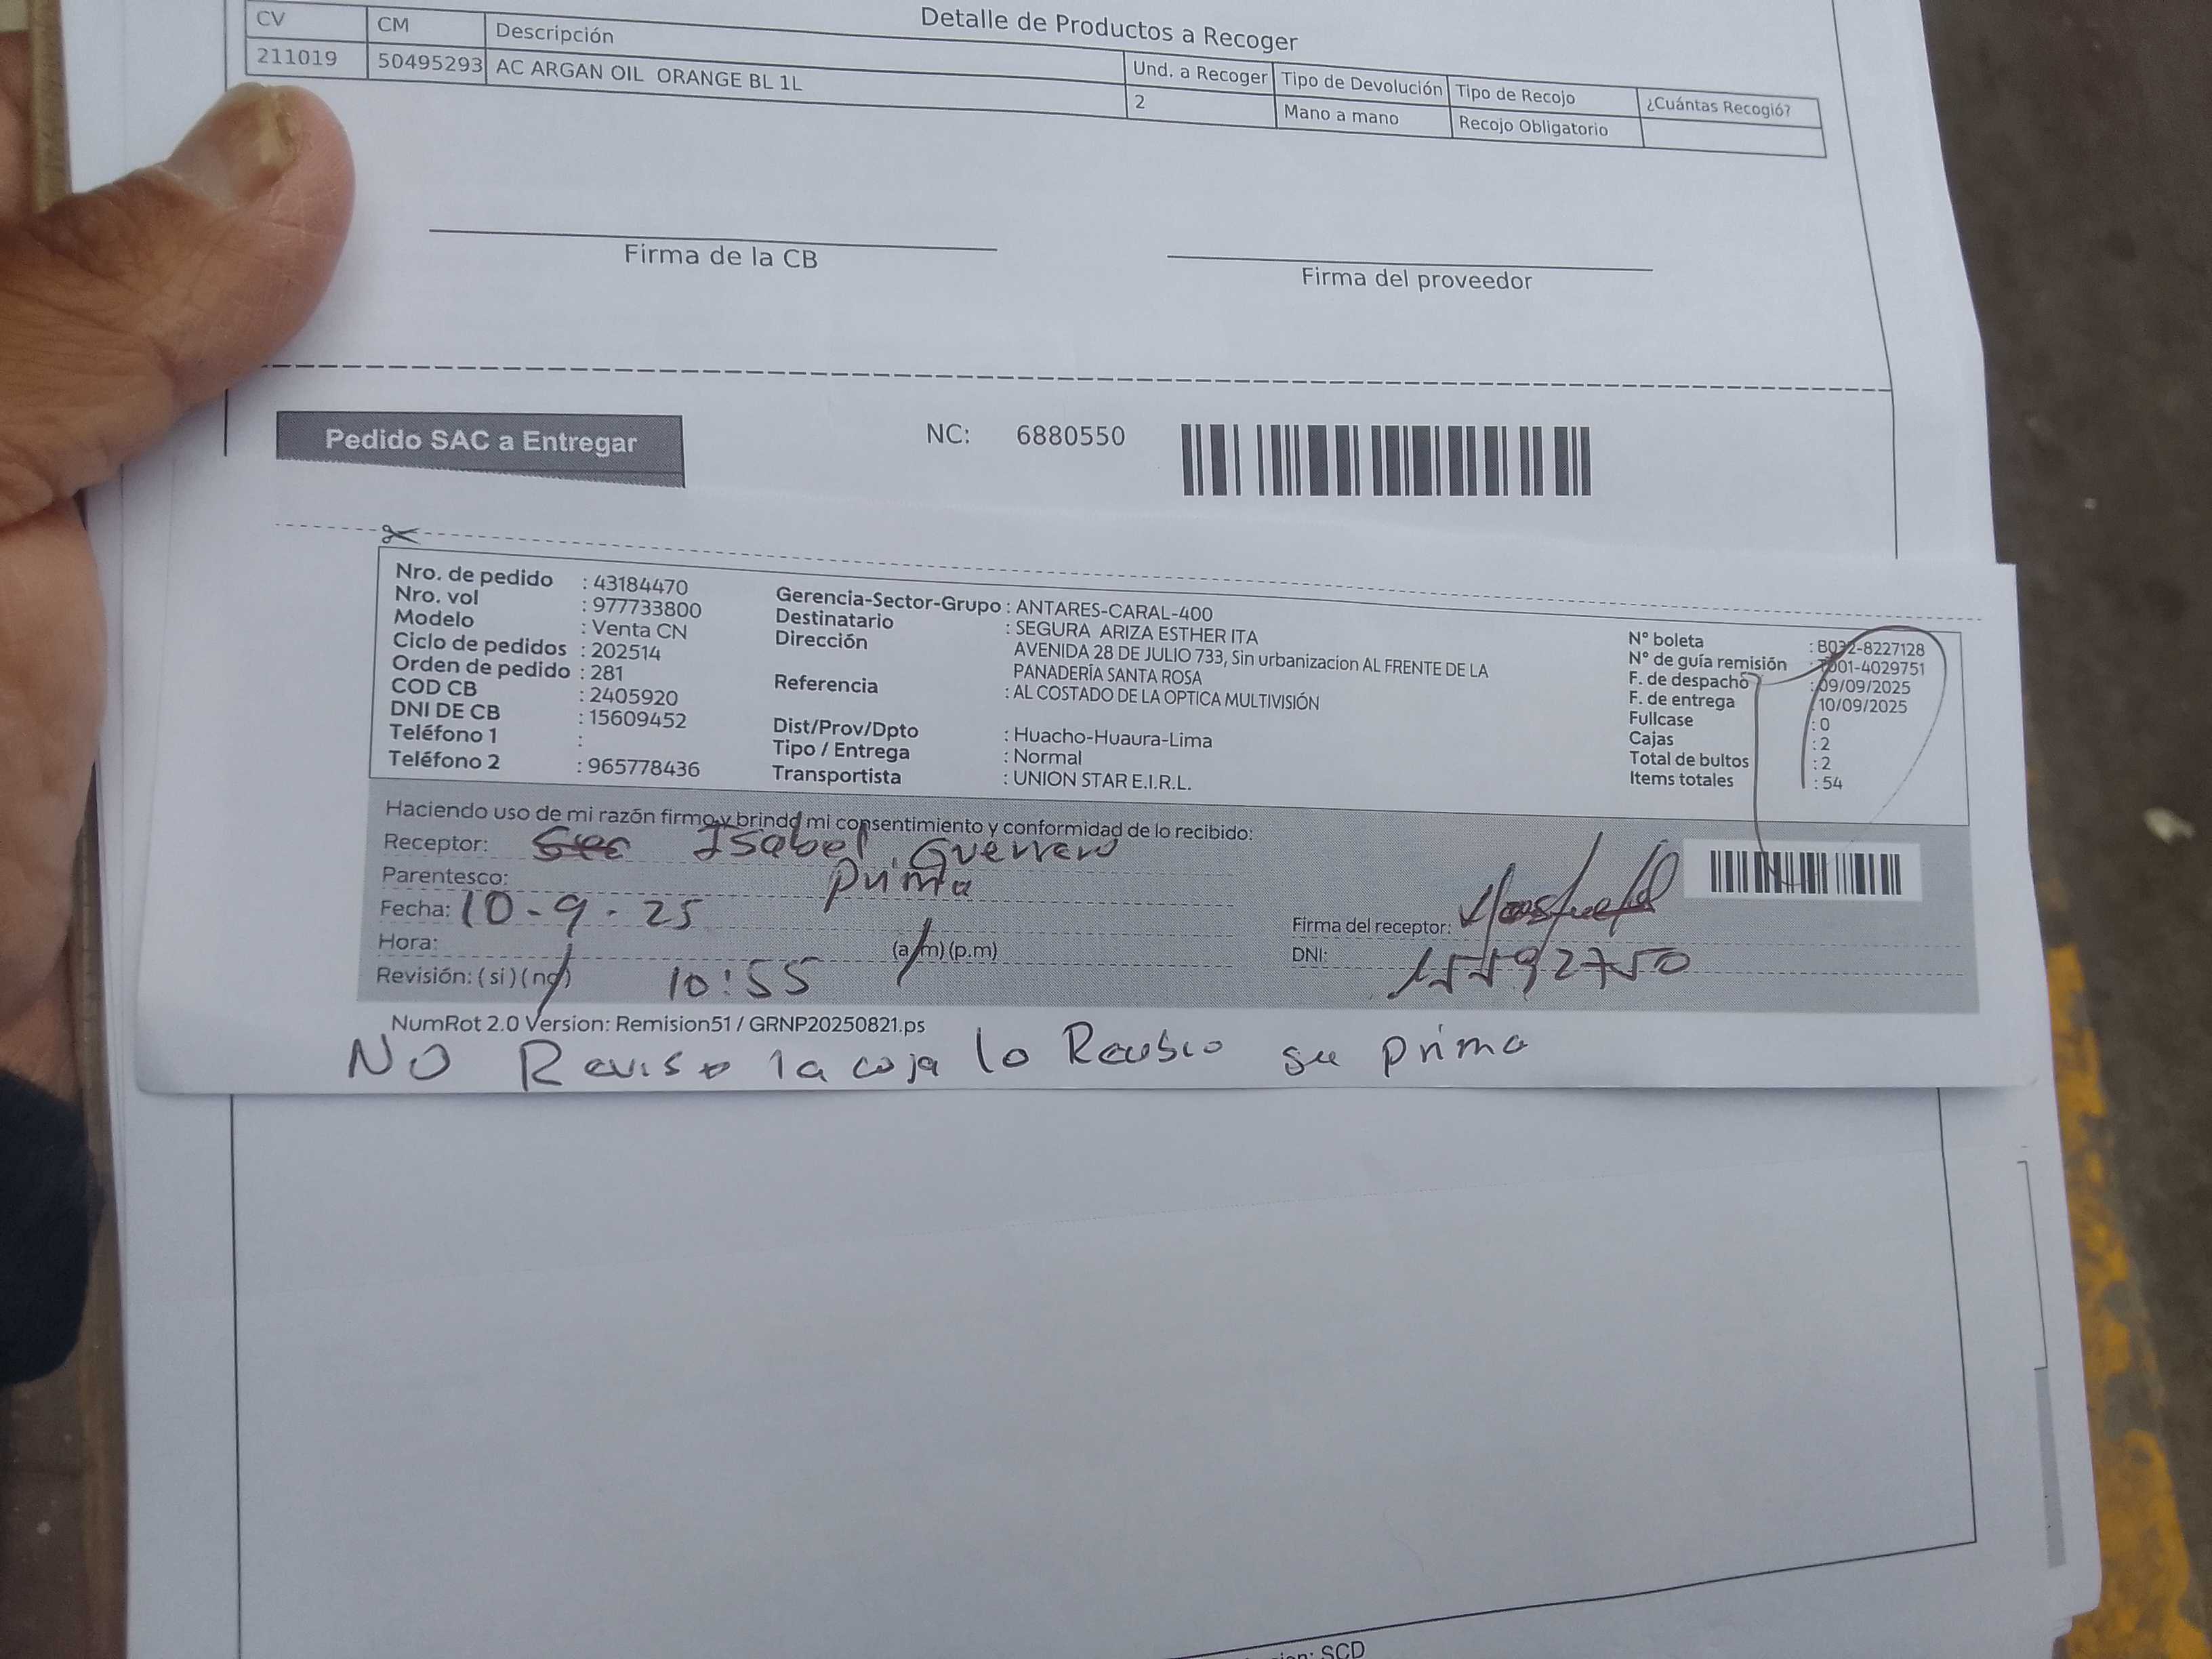 Detalle de Productos a Recoger
CV CM Descripción Und. a Recoger Tipo de Devolución Tipo de Recojo ¿Cuántas Recogió?
211019 50495293 AC ARGAN OIL ORANGE BL 1L 2 Mano a mano Recojo Obligatorio
Firma de la CB Firma del proveedor
Pedido SAC a Entregar NC: 6880550
Nro. de pedido : 43184470
Nro. vol : 977733800
Modelo : Venta CN
Ciclo de pedidos : 202514
Orden de pedido : 281
COD CB : 2405920
DNI DE CB : 15609452
Teléfono 1 :
Teléfono 2 : 965778436
Gerencia-Sector-Grupo : ANTARES-CARAL-400
Destinatario : SEGURA ARIZA ESTHER ITA
Dirección AVENIDA 28 DE JULIO 733, Sin urbanizacíon AL FRENTE DE LA
PANADERÍA SANTA ROSA
Referencia : AL COSTADO DE LA OPTICA MULTIVISIÓN
Dist/Prov/Dpto : Huacho-Huaura-Lima
Tipo / Entrega : Normal
Transportista : UNION STAR E.I.R.L.
N° boleta : B032-8227128
N° de guía remisión : T001-4029751
F. de despacho : 09/09/2025
F. de entrega : 10/09/2025
Fullcase : 0
Cajas : 2
Total de bultos : 2
Items totales : 54
Haciendo uso de mi razón firmo y brindo mi consentimiento y conformidad de lo recibido:
Receptor: Isabel Guerrero
Parentesco: prima
Fecha: 10-9-25
Hora: 10:55 (a.m) (p.m)
Revisión: (si) (no)
Firma del receptor:
DNI: 15592750
NumRot 2.0 Version: Remision51 / GRNP20250821.ps
NO Reviso la caja lo Recibio su prima
SCD